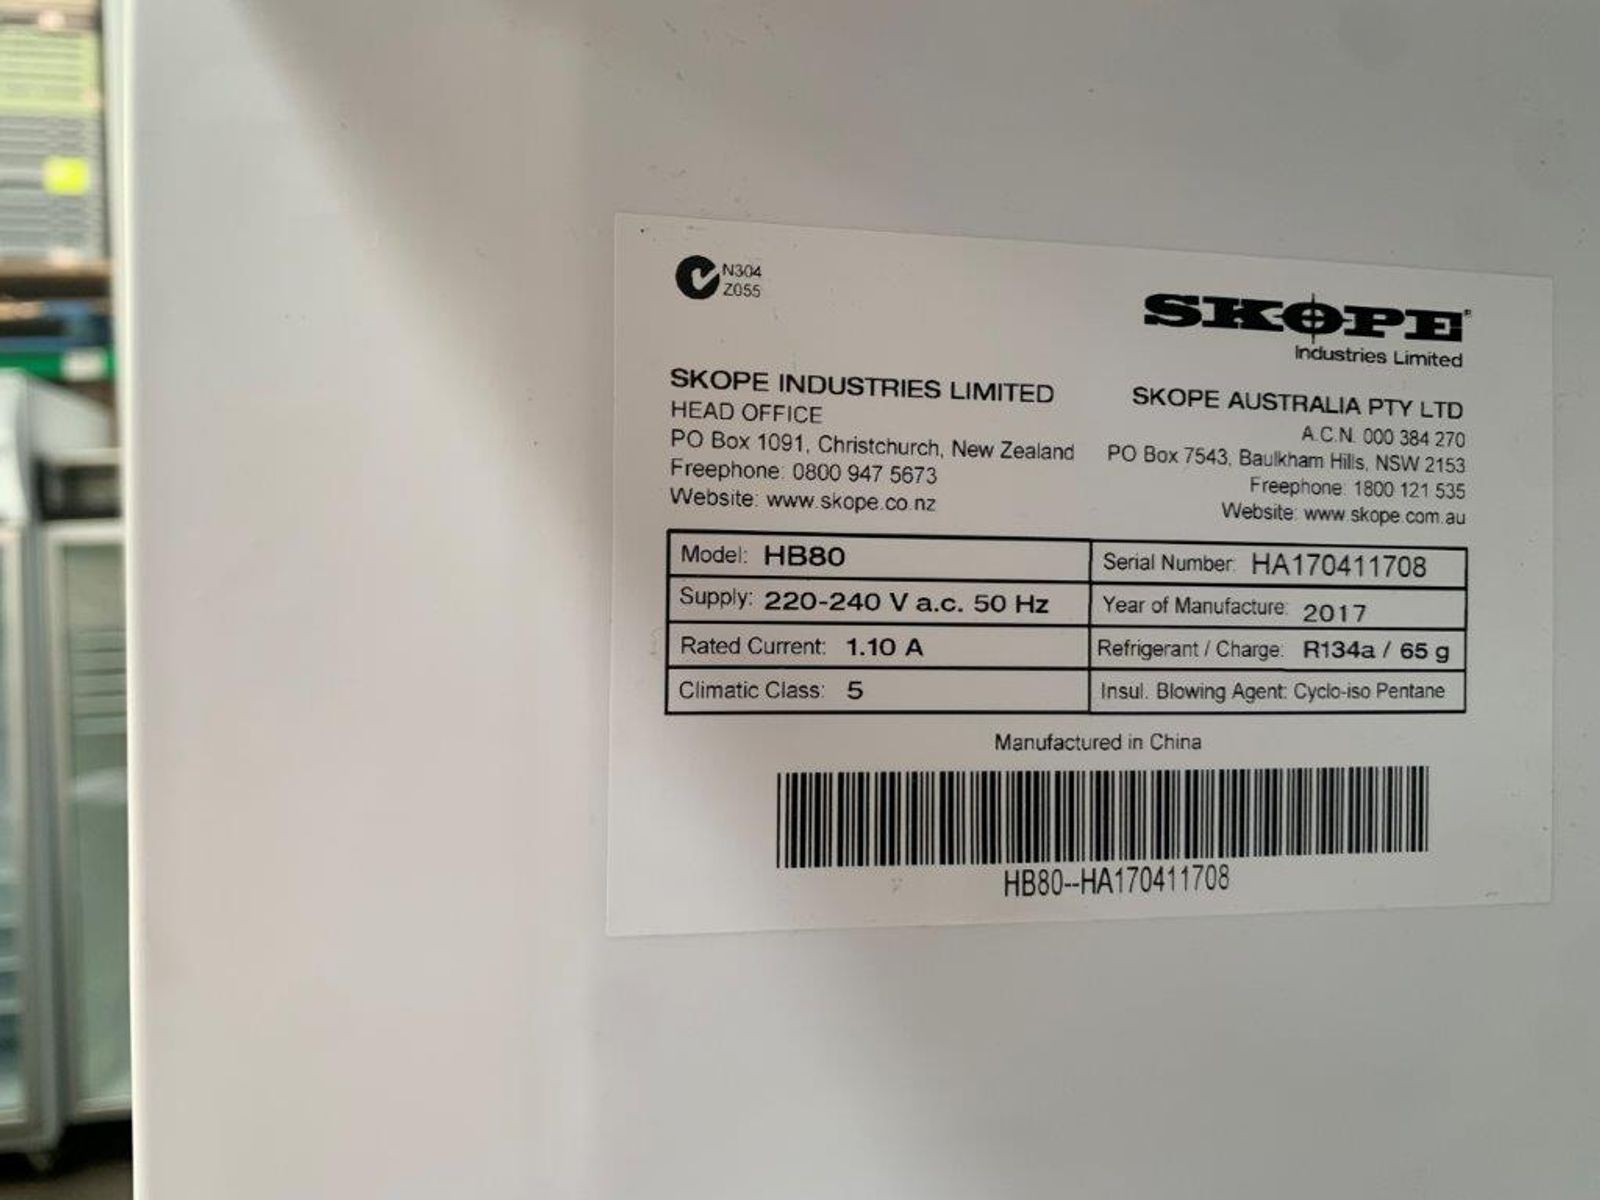 N304
Z055
SKOPE®
Industries Limited
SKOPE INDUSTRIES LIMITED
HEAD OFFICE
PO Box 1091, Christchurch, New Zealand
Freephone: 0800 947 5673
Website: www.skope.co.nz
SKOPE AUSTRALIA PTY LTD
A.C.N. 000 384 270
PO Box 7543, Baulkham Hills, NSW 2153
Freephone: 1800 121 535
Website: www.skope.com.au
Model: HB80
Serial Number: HA170411708
Supply: 220-240 V a.c. 50 Hz
Year of Manufacture: 2017
Rated Current: 1.10 A
Refrigerant / Charge: R134a / 65 g
Climatic Class: 5
Insul. Blowing Agent: Cyclo-iso Pentane
Manufactured in China
HB80--HA170411708